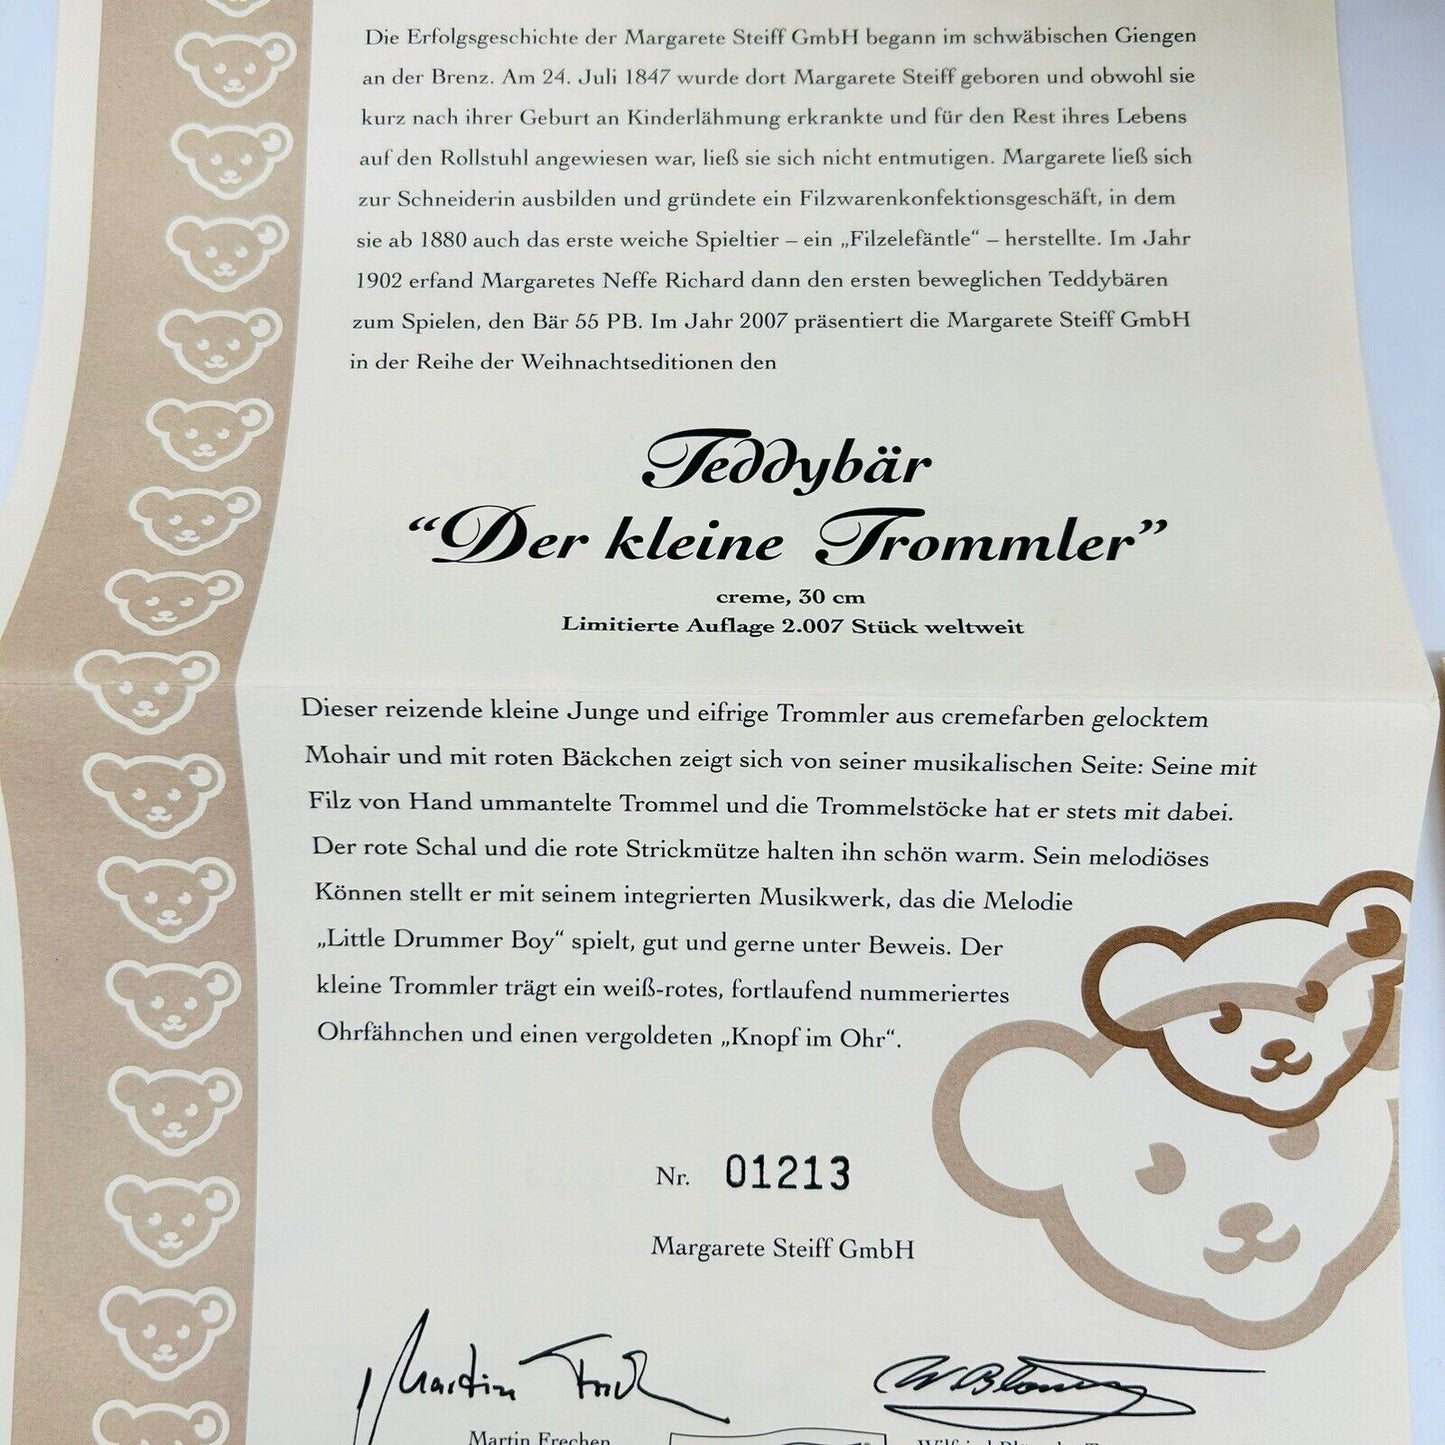 Die Erfolgsgeschichte der Margarete Steiff GmbH begann im schwäbischen Giengen
an der Brenz. Am 24. Juli 1847 wurde dort Margarete Steiff geboren und obwohl sie
kurz nach ihrer Geburt an Kinderlähmung erkrankte und für den Rest ihres Lebens
auf den Rollstuhl angewiesen war, ließ sie sich nicht entmutigen. Margarete ließ sich
zur Schneiderin ausbilden und gründete ein Filzwarenkonfektionsgeschäft, in dem
sie ab 1880 auch das erste weiche Spieltier – ein „Filzelefäntle“ – herstellte. Im Jahr
1902 erfand Margaretes Neffe Richard dann den ersten beweglichen Teddybären
zum Spielen, den Bär 55 PB. Im Jahr 2007 präsentiert die Margarete Steiff GmbH
in der Reihe der Weihnachtseditionen den
Teddybär
“Der kleine Trommler”
creme, 30 cm
Limitierte Auflage 2.007 Stück weltweit
Dieser reizende kleine Junge und eifrige Trommler aus cremefarben gelocktem
Mohair und mit roten Bäckchen zeigt sich von seiner musikalischen Seite: Seine mit
Filz von Hand ummantelte Trommel und die Trommelstöcke hat er stets mit dabei.
Der rote Schal und die rote Strickmütze halten ihn schön warm. Sein melodiöses
Können stellt er mit seinem integrierten Musikwerk, das die Melodie
„Little Drummer Boy“ spielt, gut und gerne unter Beweis. Der
kleine Trommler trägt ein weiß-rotes, fortlaufend nummeriertes
Ohrfähnchen und einen vergoldeten „Knopf im Ohr“.
Nr. 01213
Margarete Steiff GmbH
Martin Frechen